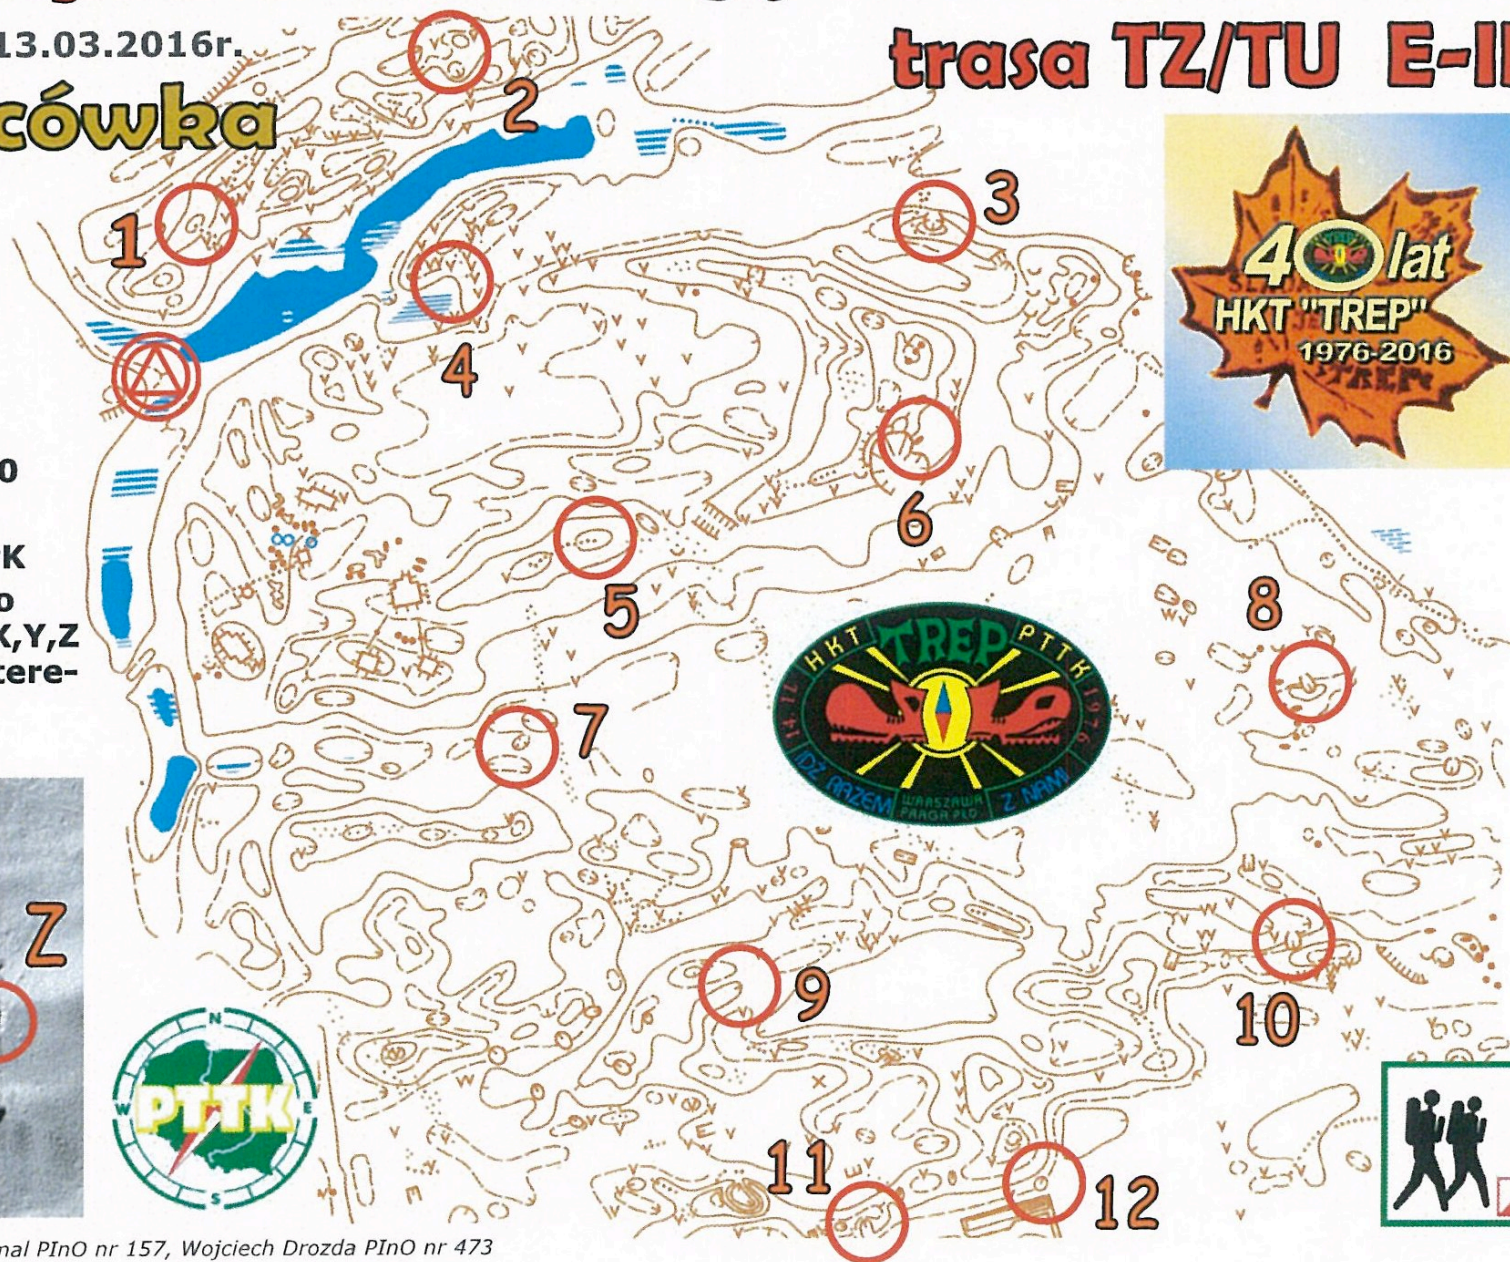 13.03.2016r.
cówka
trasa TZ/TU E-II
40 lat
HKT "TREP"
1976-2016
1
2
3
4
5
6
7
8
9
10
11
12
0
K
o
X,Y,Z
tere-
HKT TREP PTTK
14.12 1976
IDŹ RAZEM Z NAMI
WARSZAWA
PRAGA PŁD
Z
N
W PTTK E
S
nal PInO nr 157, Wojciech Drozda PInO nr 473